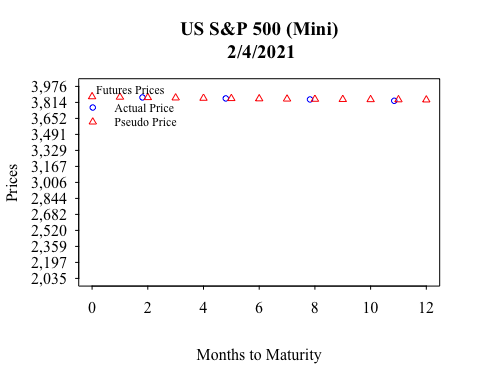 US S&P 500 (Mini)
2/4/2021
Prices
3,976
3,814
3,652
3,491
3,329
3,167
3,006
2,844
2,682
2,520
2,359
2,197
2,035
Futures Prices
Actual Price
Pseudo Price
0 2 4 6 8 10 12
Months to Maturity